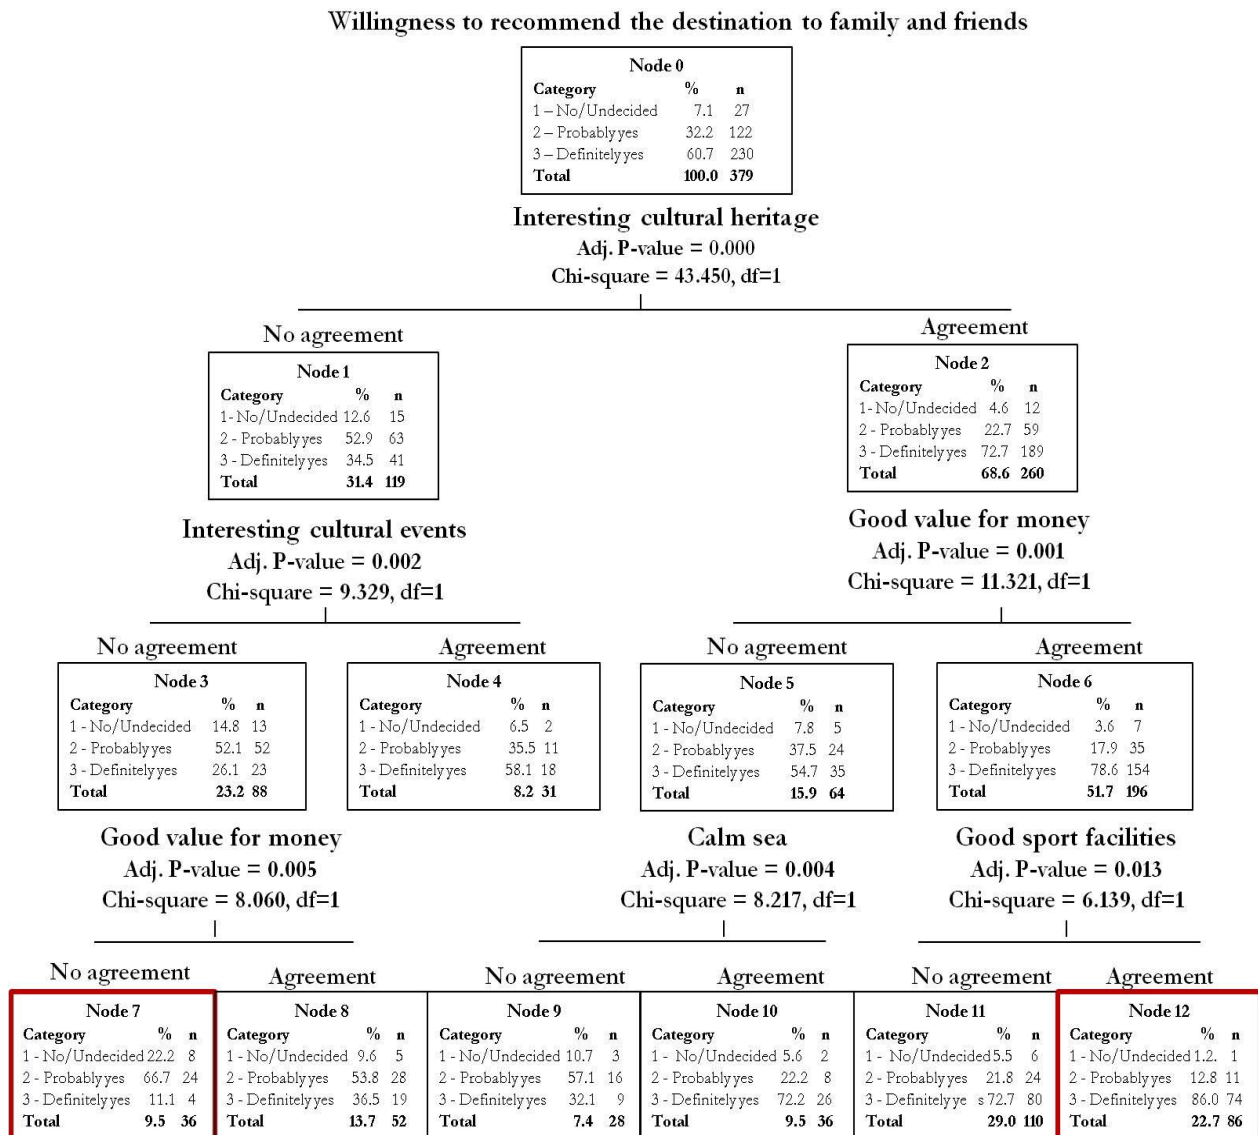 Willingness to recommend the destination to family and friends
Node 0
Category % n
1 – No/Undecided 7.1 27
2 – Probably yes 32.2 122
3 – Definitely yes 60.7 230
Total 100.0 379
Interesting cultural heritage
Adj. P-value = 0.000
Chi-square = 43.450, df=1
No agreement
Agreement
Node 1
Category % n
1- No/Undecided 12.6 15
2 - Probably yes 52.9 63
3 - Definitely yes 34.5 41
Total 31.4 119
Node 2
Category % n
1- No/Undecided 4.6 12
2 - Probably yes 22.7 59
3 - Definitely yes 72.7 189
Total 68.6 260
Interesting cultural events
Adj. P-value = 0.002
Chi-square = 9.329, df=1
Good value for money
Adj. P-value = 0.001
Chi-square = 11.321, df=1
No agreement
Agreement
No agreement
Agreement
Node 3
Category % n
1 - No/Undecided 14.8 13
2 - Probably yes 52.1 52
3 - Definitely yes 26.1 23
Total 23.2 88
Node 4
Category % n
1 - No/Undecided 6.5 2
2 - Probably yes 35.5 11
3 - Definitely yes 58.1 18
Total 8.2 31
Node 5
Category % n
1 - No/Undecided 7.8 5
2 - Probably yes 37.5 24
3 - Definitely yes 54.7 35
Total 15.9 64
Node 6
Category % n
1 - No/Undecided 3.6 7
2 - Probably yes 17.9 35
3 - Definitely yes 78.6 154
Total 51.7 196
Good value for money
Adj. P-value = 0.005
Chi-square = 8.060, df=1
Calm sea
Adj. P-value = 0.004
Chi-square = 8.217, df=1
Good sport facilities
Adj. P-value = 0.013
Chi-square = 6.139, df=1
No agreement
Agreement
No agreement
Agreement
No agreement
Agreement
Node 7
Category % n
1 - No/Undecided 22.2 8
2 - Probably yes 66.7 24
3 - Definitely yes 11.1 4
Total 9.5 36
Node 8
Category % n
1 - No/Undecided 9.6 5
2 - Probably yes 53.8 28
3 - Definitely yes 36.5 19
Total 13.7 52
Node 9
Category % n
1 - No/Undecided 10.7 3
2 - Probably yes 57.1 16
3 - Definitely yes 32.1 9
Total 7.4 28
Node 10
Category % n
1 - No/Undecided 5.6 2
2 - Probably yes 22.2 8
3 - Definitely yes 72.2 26
Total 9.5 36
Node 11
Category % n
1 - No/Undecided 5.5 6
2 - Probably yes 21.8 24
3 - Definitely ye s 72.7 80
Total 29.0 110
Node 12
Category % n
1 - No/Undecided 1.2. 1
2 - Probably yes 12.8 11
3 - Definitely yes 86.0 74
Total 22.7 86